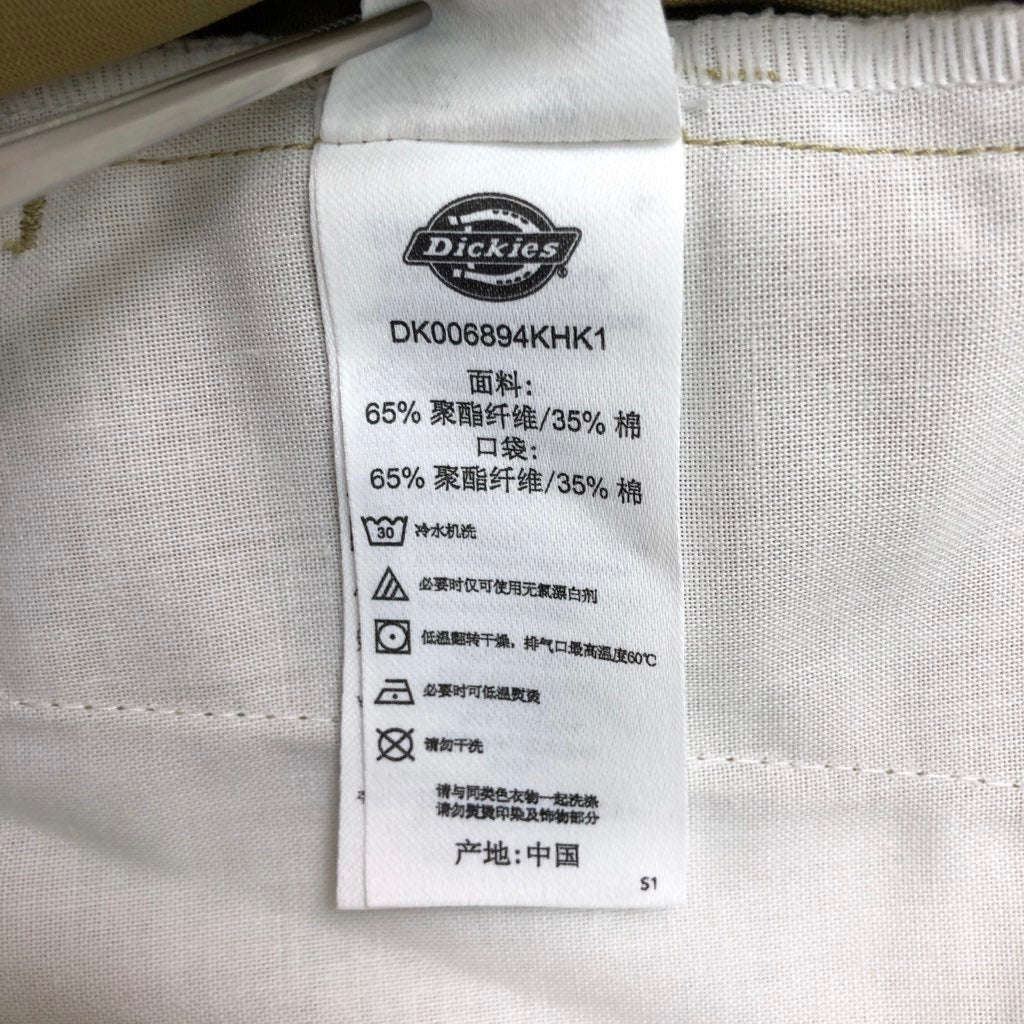 Dickies®
DK006894KHK1
面料:
65% 聚酯纤维/35% 棉
口袋:
65% 聚酯纤维/35% 棉
30 冷水机洗
必要时仅可使用无氯漂白剂
低温翻转干燥，排气口最高温度60℃
必要时可低温熨烫
请勿干洗
请与同类色衣物一起洗涤
请勿熨烫印染及饰物部分
产地:中国
S1